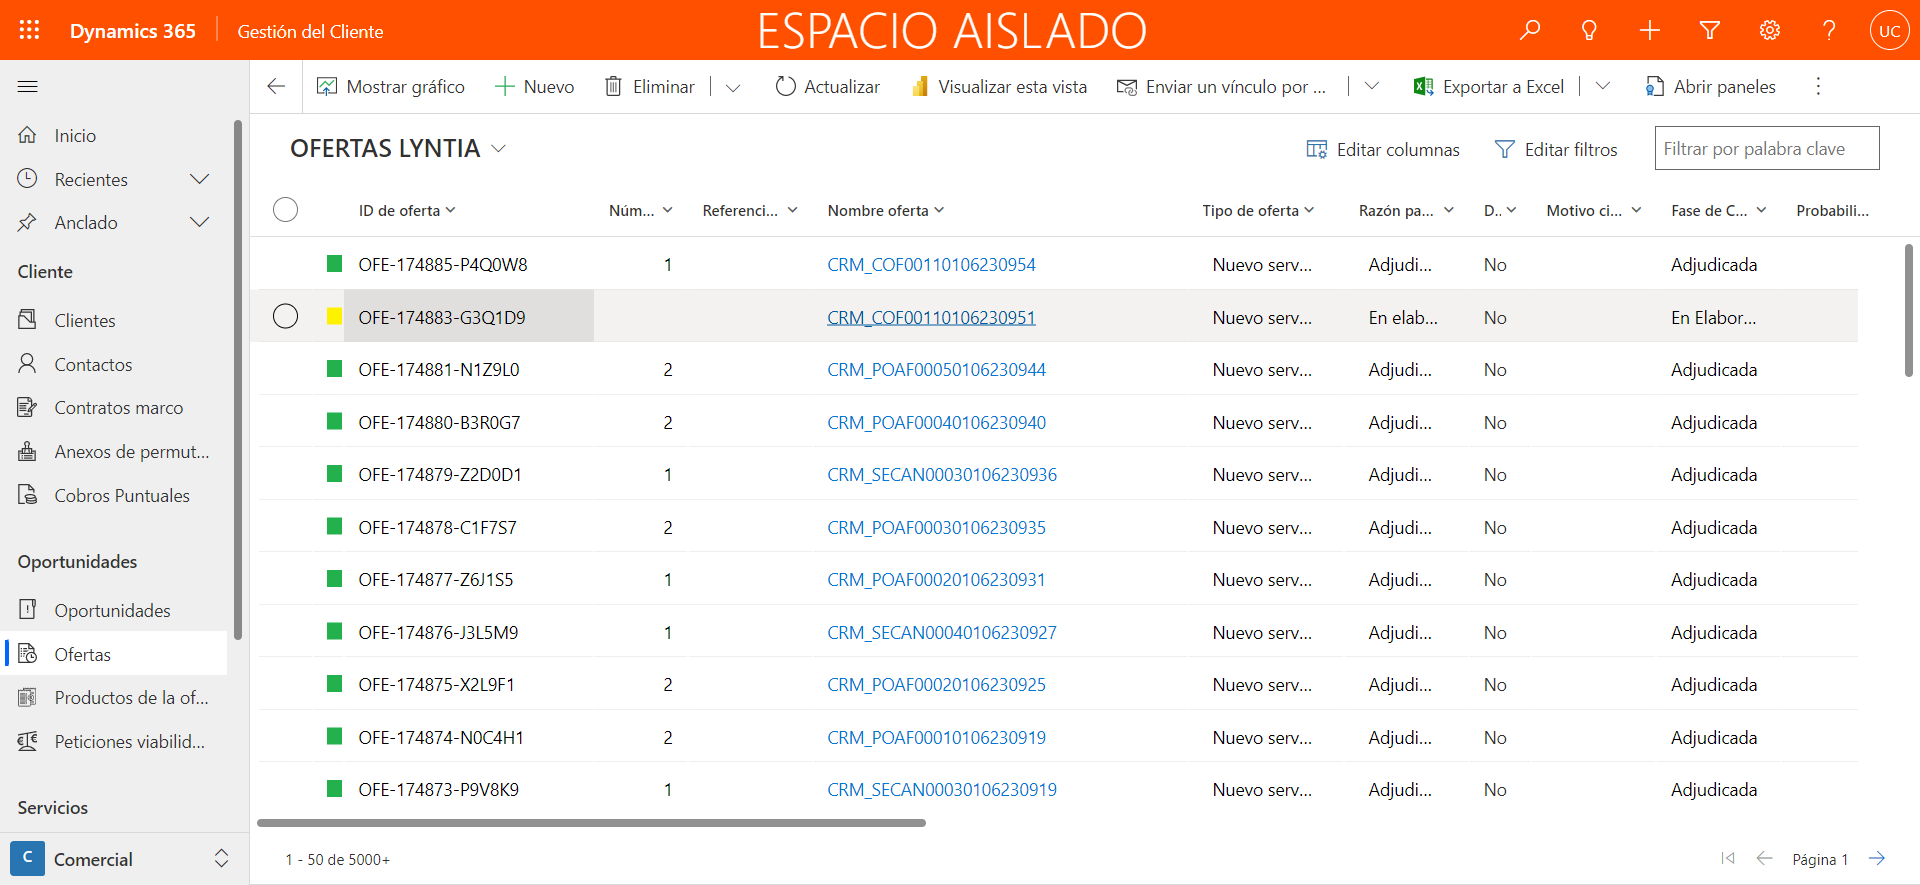 Dynamics 365 Gestión del Cliente ESPACIO AISLADO UC
Mostrar gráfico Nuevo Eliminar Actualizar Visualizar esta vista Enviar un vínculo por ... Exportar a Excel Abrir paneles
Inicio
Recientes
Anclado
Cliente
Clientes
Contactos
Contratos marco
Anexos de permut...
Cobros Puntuales
Oportunidades
Oportunidades
Ofertas
Productos de la of...
Peticiones viabilid...
Servicios
C Comercial
OFERTAS LYNTIA Editar columnas Editar filtros Filtrar por palabra clave
ID de oferta Núm... Referenci... Nombre oferta Tipo de oferta Razón pa... D.. Motivo ci... Fase de C... Probabili...
OFE-174885-P4Q0W8 1 CRM_COF00110106230954 Nuevo serv... Adjudi... No Adjudicada
OFE-174883-G3Q1D9 CRM_COF00110106230951 Nuevo serv... En elab... No En Elabor...
OFE-174881-N1Z9L0 2 CRM_POAF00050106230944 Nuevo serv... Adjudi... No Adjudicada
OFE-174880-B3R0G7 2 CRM_POAF00040106230940 Nuevo serv... Adjudi... No Adjudicada
OFE-174879-Z2D0D1 1 CRM_SECAN00030106230936 Nuevo serv... Adjudi... No Adjudicada
OFE-174878-C1F7S7 2 CRM_POAF00030106230935 Nuevo serv... Adjudi... No Adjudicada
OFE-174877-Z6J1S5 1 CRM_POAF00020106230931 Nuevo serv... Adjudi... No Adjudicada
OFE-174876-J3L5M9 1 CRM_SECAN00040106230927 Nuevo serv... Adjudi... No Adjudicada
OFE-174875-X2L9F1 2 CRM_POAF00020106230925 Nuevo serv... Adjudi... No Adjudicada
OFE-174874-N0C4H1 2 CRM_POAF00010106230919 Nuevo serv... Adjudi... No Adjudicada
OFE-174873-P9V8K9 1 CRM_SECAN00030106230919 Nuevo serv... Adjudi... No Adjudicada
1 - 50 de 5000+ Página 1